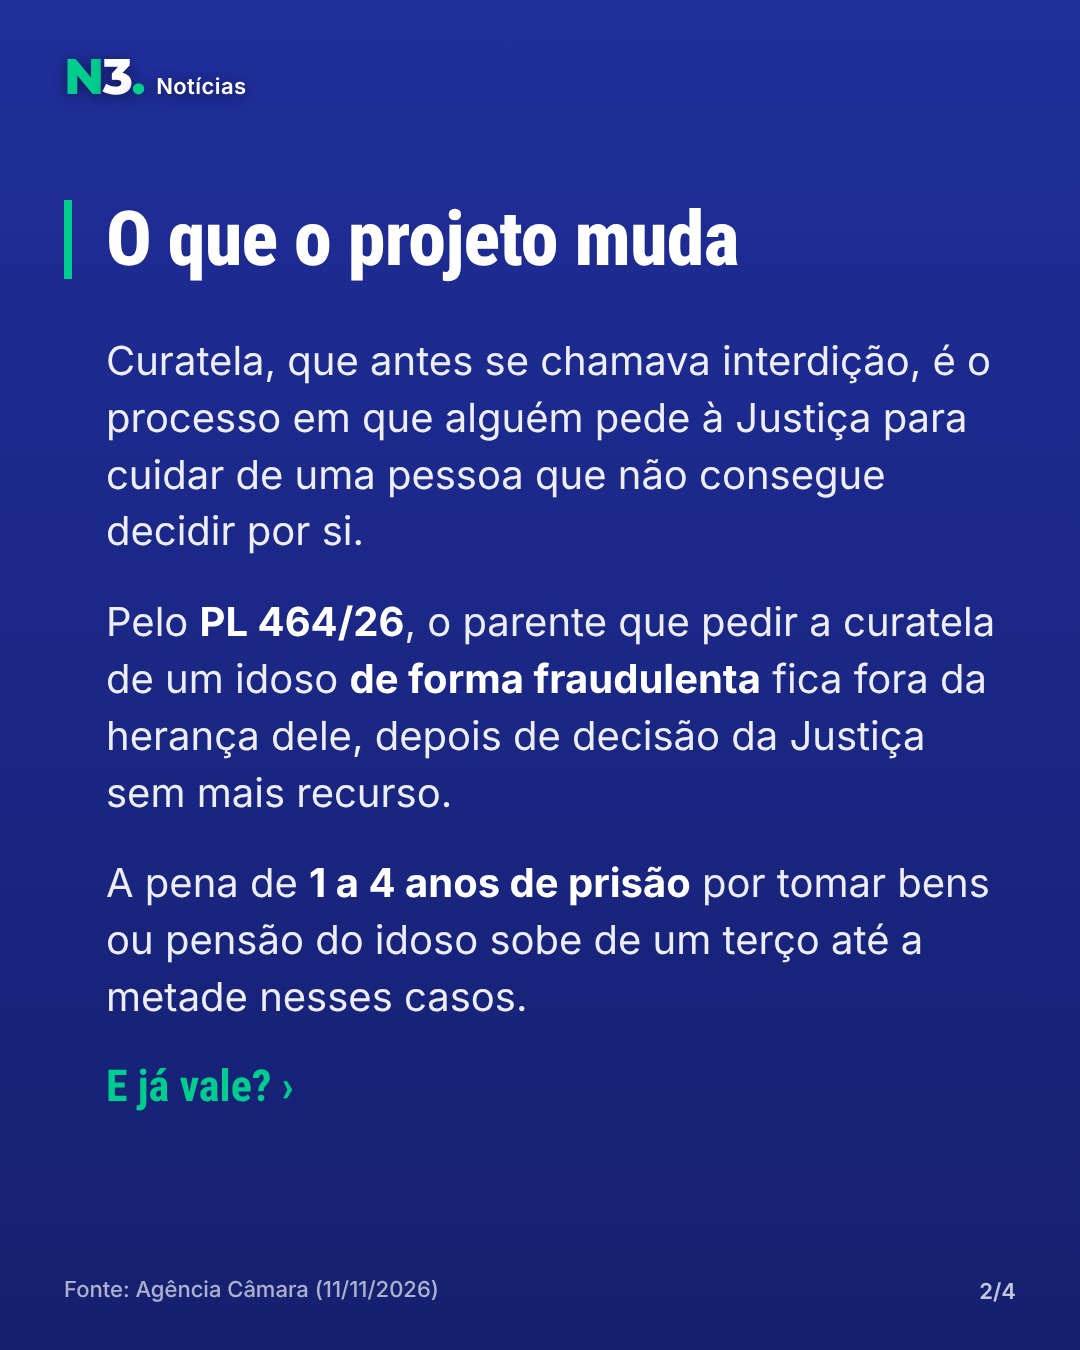 N3. Notícias
O que o projeto muda
Curatela, que antes se chamava interdição, é o
processo em que alguém pede à Justiça para
cuidar de uma pessoa que não consegue
decidir por si.
Pelo PL 464/26, o parente que pedir a curatela
de um idoso de forma fraudulenta fica fora da
herança dele, depois de decisão da Justiça
sem mais recurso.
A pena de 1 a 4 anos de prisão por tomar bens
ou pensão do idoso sobe de um terço até a
metade nesses casos.
E já vale? ›
Fonte: Agência Câmara (11/11/2026)
2/4